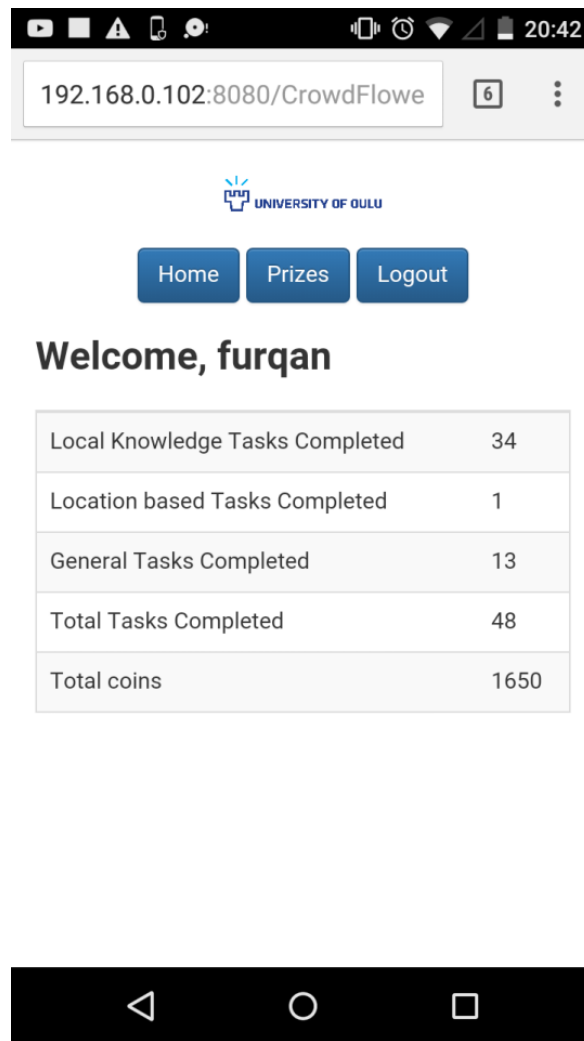 20:42
192.168.0.102:8080/CrowdFlowe
6
UNIVERSITY OF OULU
Home Prizes Logout
Welcome, furqan
Local Knowledge Tasks Completed 34
Location based Tasks Completed 1
General Tasks Completed 13
Total Tasks Completed 48
Total coins 1650